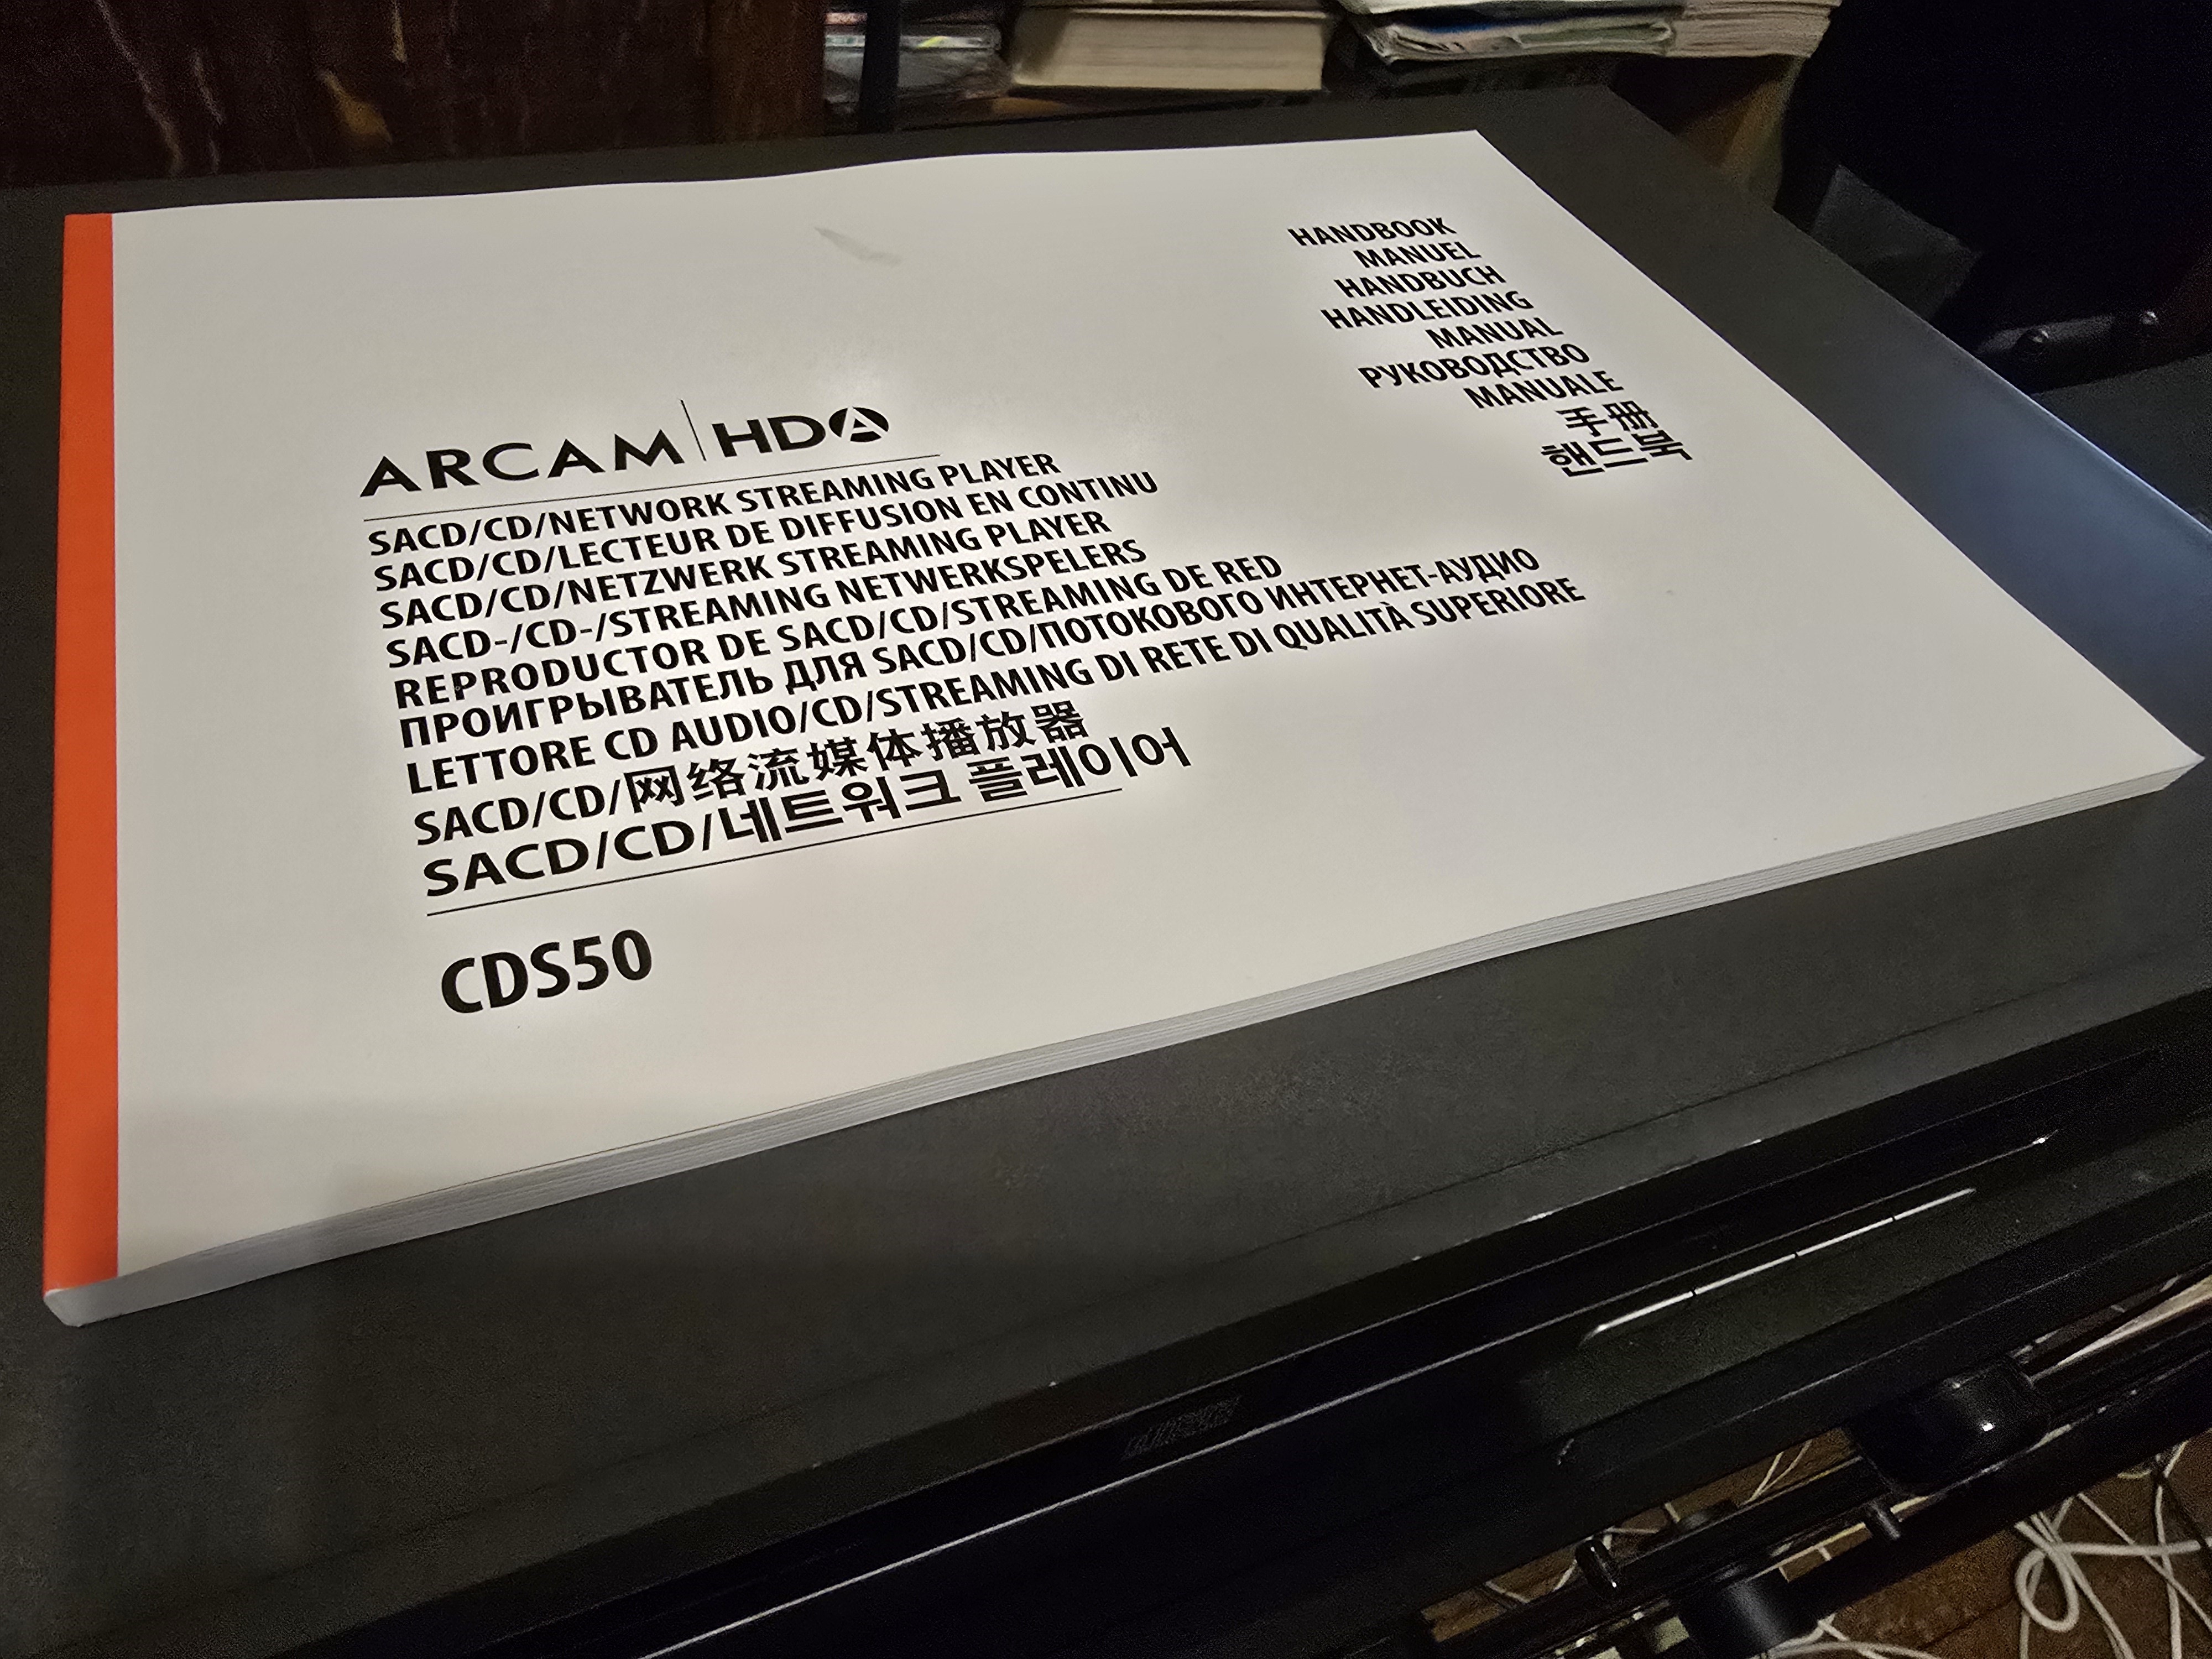 HANDBOOK
MANUEL
HANDBUCH
HANDLEIDING
MANUAL
РУКОВОДСТВО
MANUALE
手册
핸드북
ARCAM HDA
SACD/CD/NETWORK STREAMING PLAYER
SACD/CD/LECTEUR DE DIFFUSION EN CONTINU
SACD/CD/NETZWERK STREAMING PLAYER
SACD-/CD-/STREAMING NETWERKSPELERS
REPRODUCTOR DE SACD/CD/STREAMING DE RED
ПРОИГРЫВАТЕЛЬ ДЛЯ SACD/CD/ПОТОКОВОГО ИНТЕРНЕТ-АУДИО
LETTORE CD AUDIO/CD/STREAMING DI RETE DI QUALITÀ SUPERIORE
SACD/CD/网络流媒体播放器
SACD/CD/네트워크 플레이어
CDS50